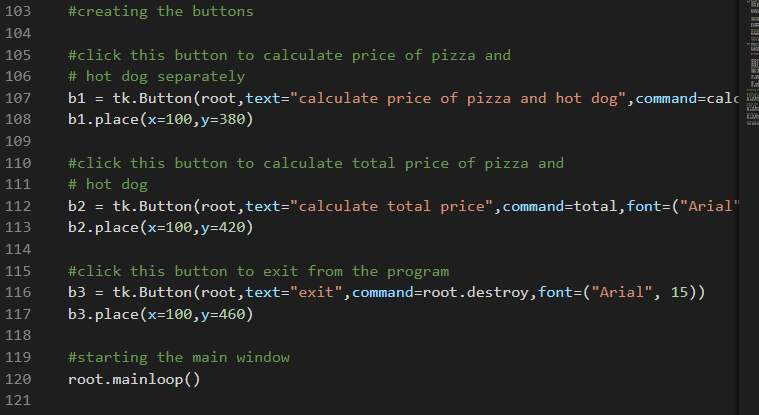 103 #creating the buttons
104
105 #click this button to calculate price of pizza and
106 # hot dog separately
107 b1 = tk.Button(root,text="calculate price of pizza and hot dog",command=calc
108 b1.place(x=100,y=380)
109
110 #click this button to calculate total price of pizza and
111 # hot dog
112 b2 = tk.Button(root,text="calculate total price",command=total,font=("Arial"
113 b2.place(x=100,y=420)
114
115 #click this button to exit from the program
116 b3 = tk.Button(root,text="exit",command=root.destroy,font=("Arial", 15))
117 b3.place(x=100,y=460)
118
119 #starting the main window
120 root.mainloop()
121